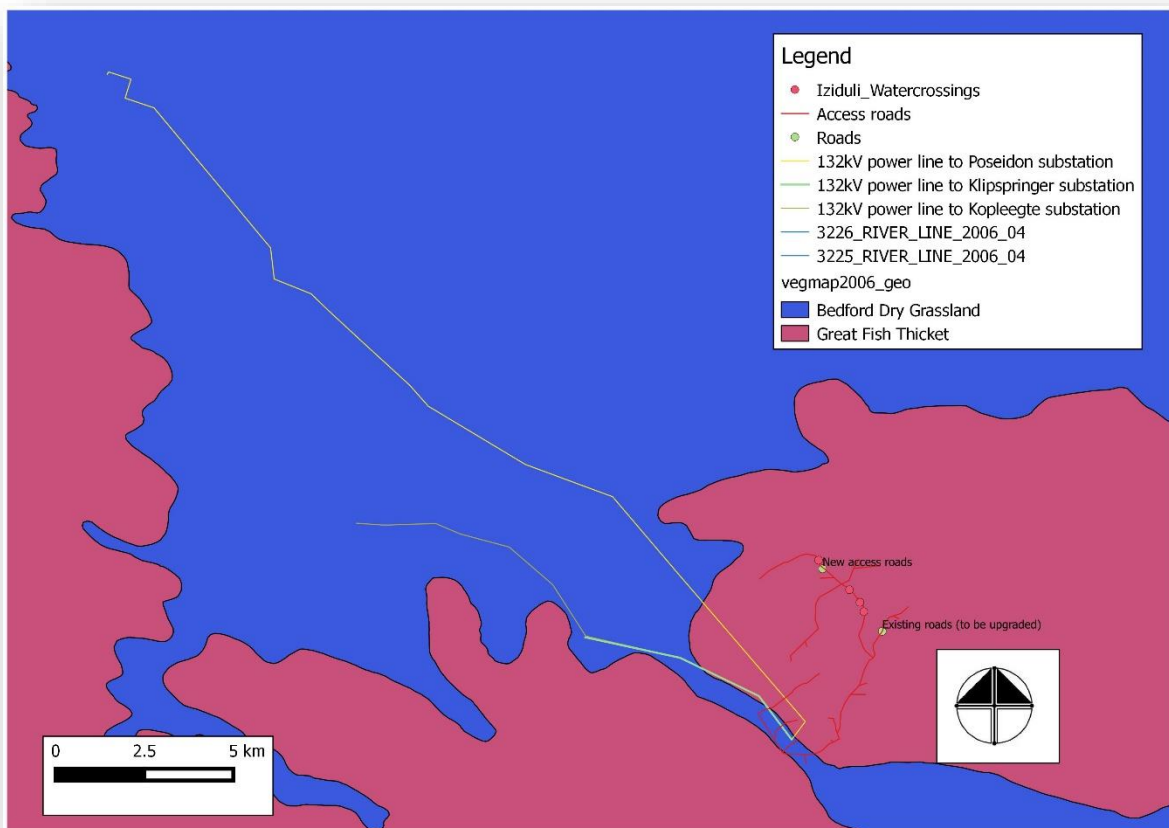 Legend
Iziduli_Watercrossings
Access roads
Roads
132kV power line to Poseidon substation
132kV power line to Klipspringer substation
132kV power line to Kopleegte substation
3226_RIVER_LINE_2006_04
3225_RIVER_LINE_2006_04
vegmap2006_geo
Bedford Dry Grassland
Great Fish Thicket
New access roads
Existing roads (to be upgraded)
0 2.5 5 km